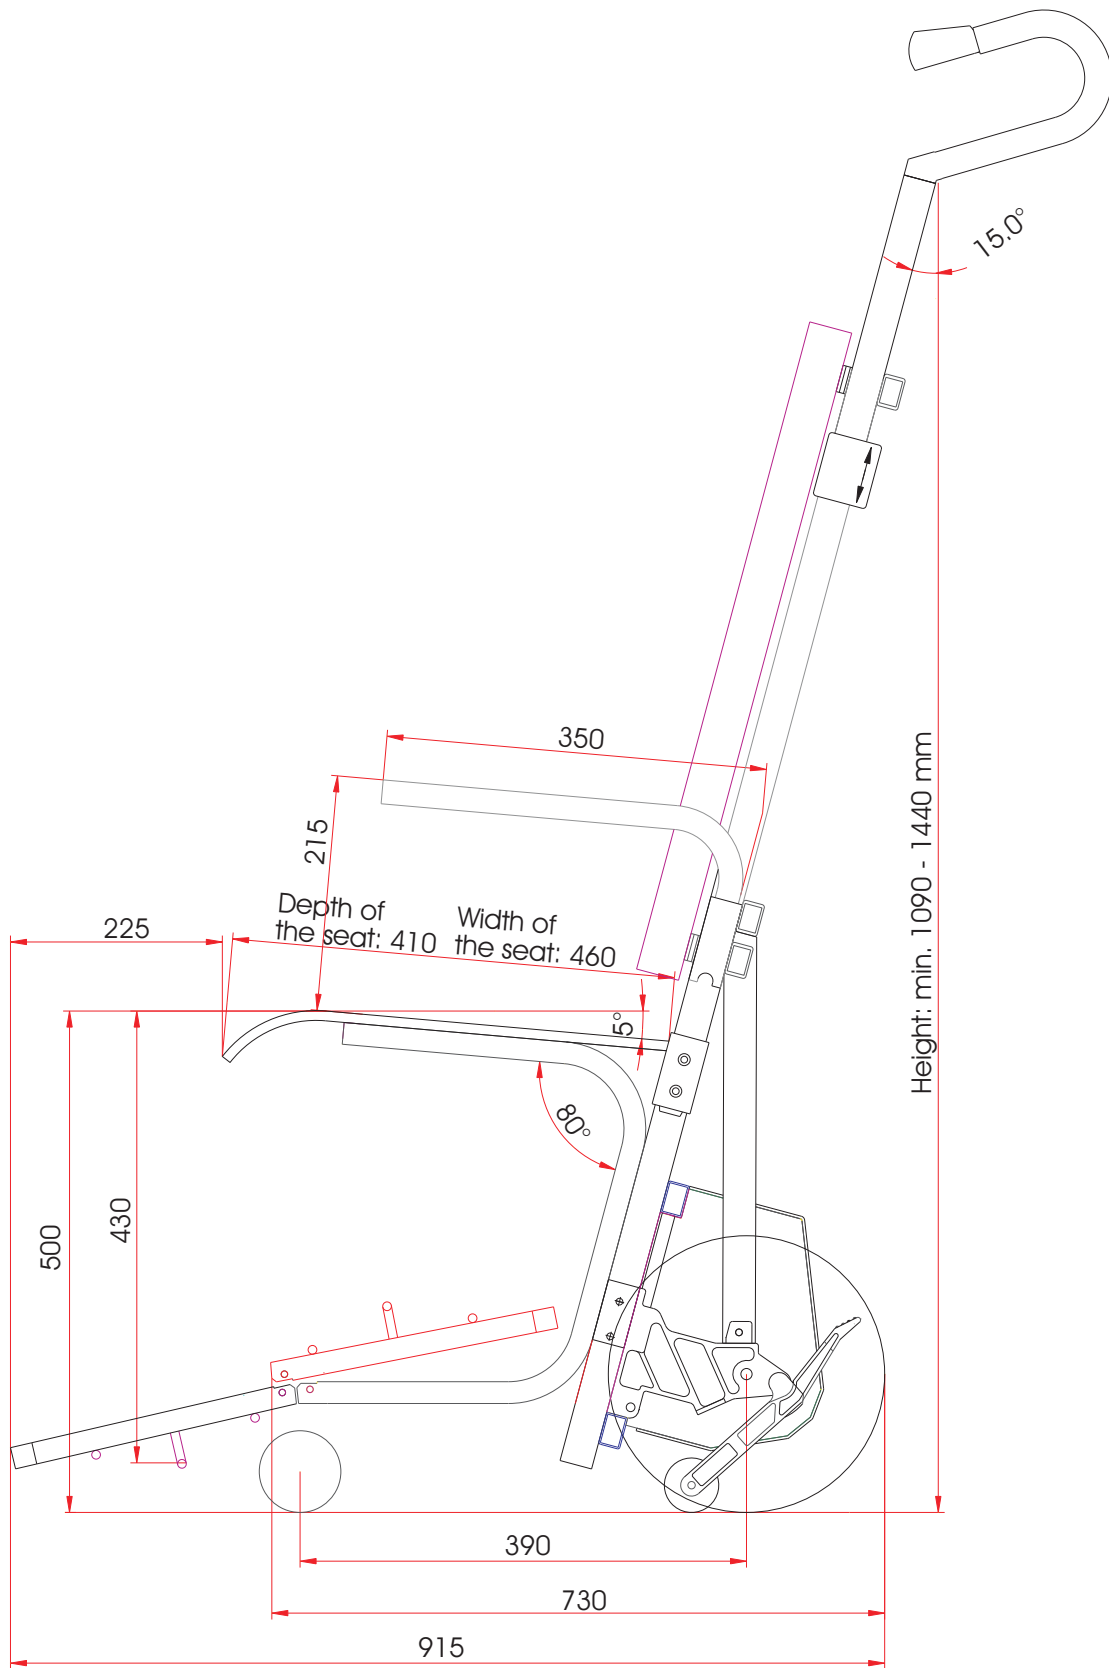 15.0°
350
215
Depth of
the seat: 410
Width of
the seat: 460
225
5°
Height: min. 1090 - 1440 mm
80°
430
500
390
730
915